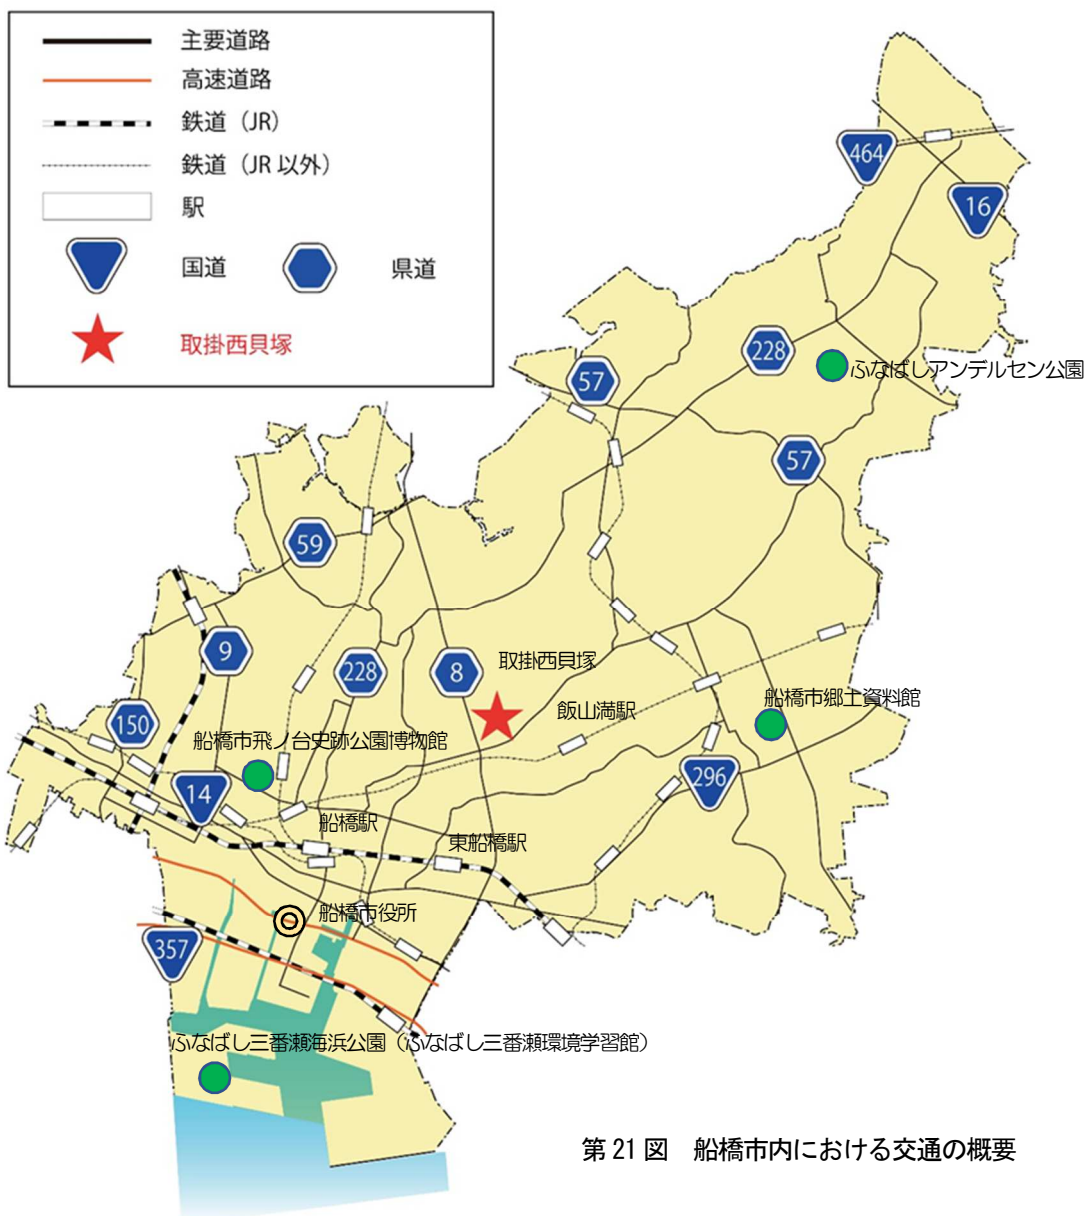 主要道路
高速道路
鉄道（JR）
鉄道（JR 以外）
駅
国道
県道
取掛西貝塚
464
16
228
ふなばしアンデルセン公園
57
57
59
9
228
8
取掛西貝塚
飯山満駅
船橋市郷土資料館
150
船橋市飛ノ台史跡公園博物館
296
14
船橋駅
東船橋駅
船橋市役所
357
ふなばし三番瀬海浜公園（ふなばし三番瀬環境学習館）
第 21 図　船橋市内における交通の概要